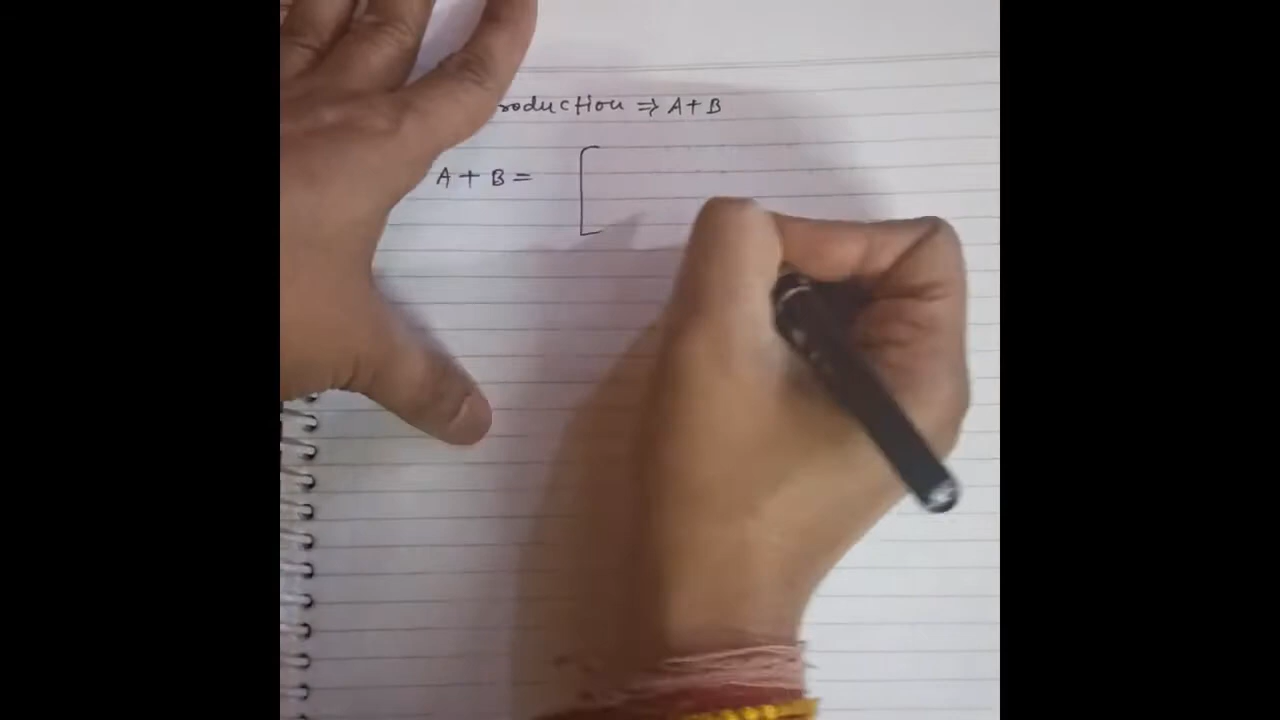 roduction ⇒ A + B
A + B = [